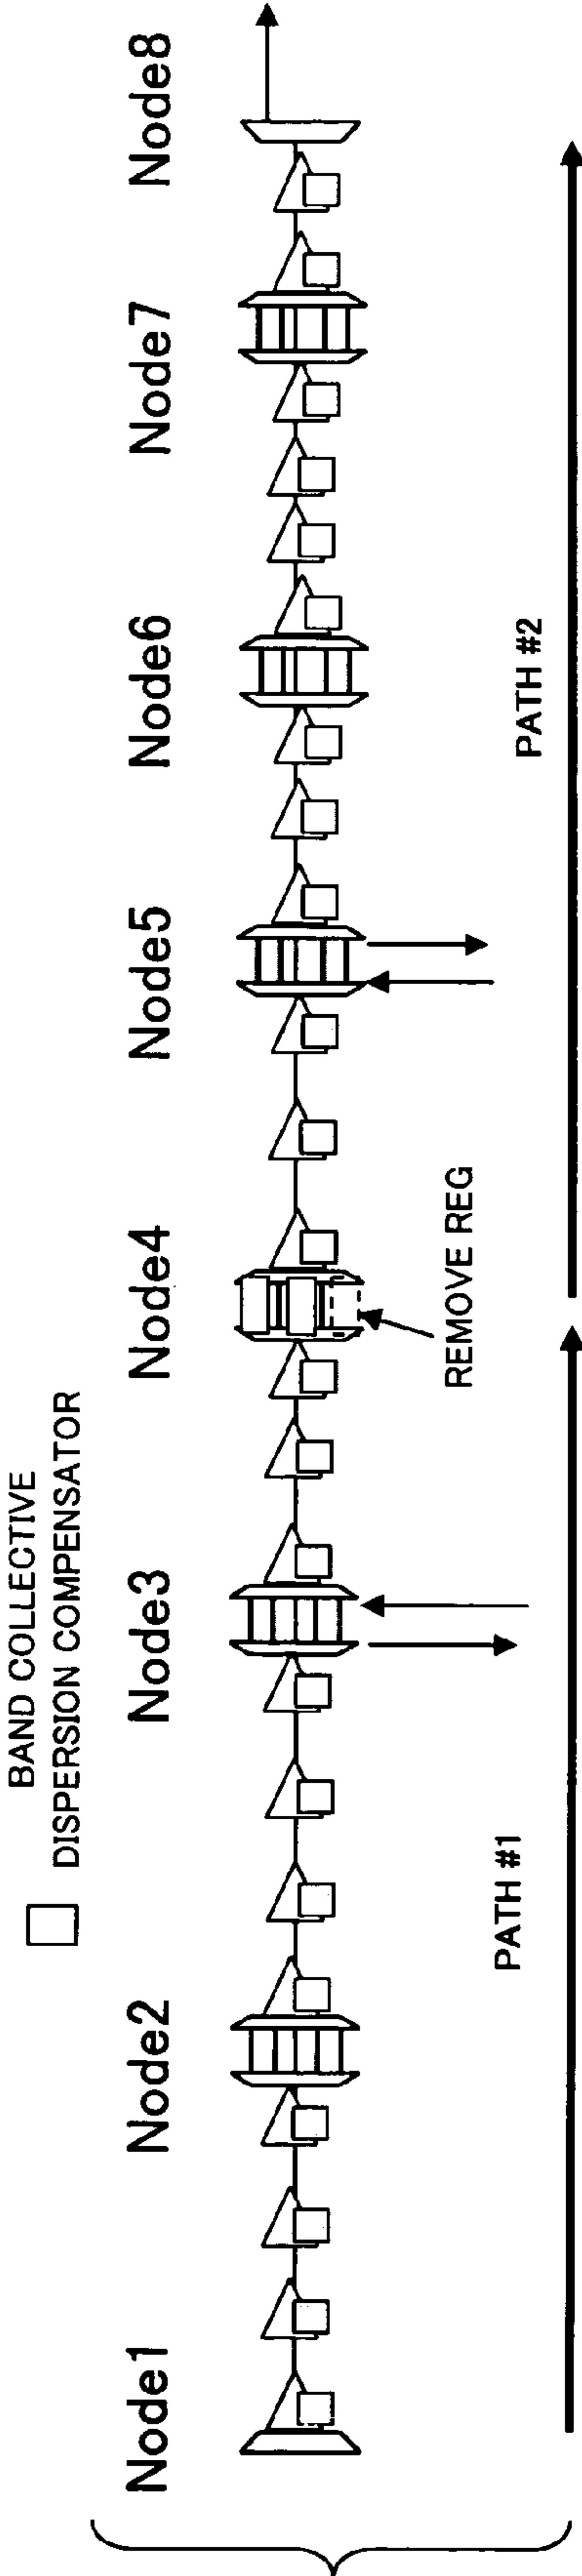 BAND COLLECTIVE
DISPERSION COMPENSATOR
Node1
Node2
Node3
Node4
Node5
Node6
Node7
Node8
REMOVE REG
PATH #1
PATH #2